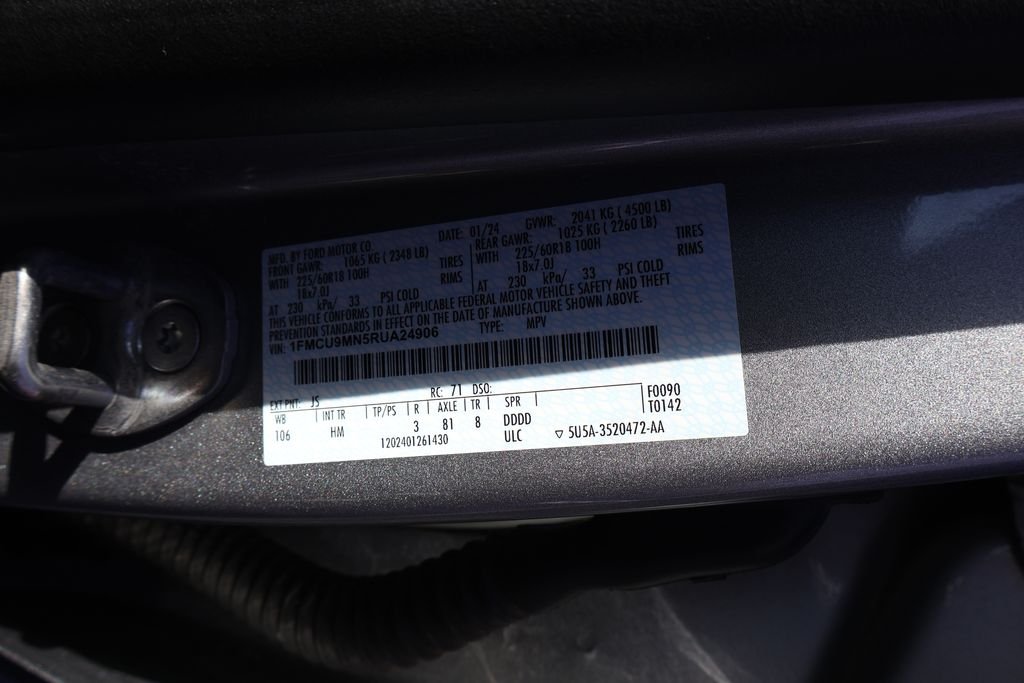 MFD. BY FORD MOTOR CO. DATE: 01/24 GVWR: 2041 KG ( 4500 LB)
FRONT GAWR: 1065 KG ( 2348 LB) REAR GAWR: 1025 KG ( 2260 LB)
WITH 225/60R18 100H TIRES WITH 225/60R18 100H TIRES
18x7.0J RIMS 18x7.0J RIMS
AT 230 kPa/ 33 PSI COLD AT 230 kPa/ 33 PSI COLD
THIS VEHICLE CONFORMS TO ALL APPLICABLE FEDERAL MOTOR VEHICLE SAFETY AND THEFT
PREVENTION STANDARDS IN EFFECT ON THE DATE OF MANUFACTURE SHOWN ABOVE.
VIN: 1FMCU9MN5RUA24906 TYPE: MPV
EXT PNT: JS RC: 71 DSO: F0090
WB INT TR TP/PS R AXLE TR SPR T0142
106 HM 3 81 8 DDDD
1202401261430 ULC ▽ 5U5A-3520472-AA